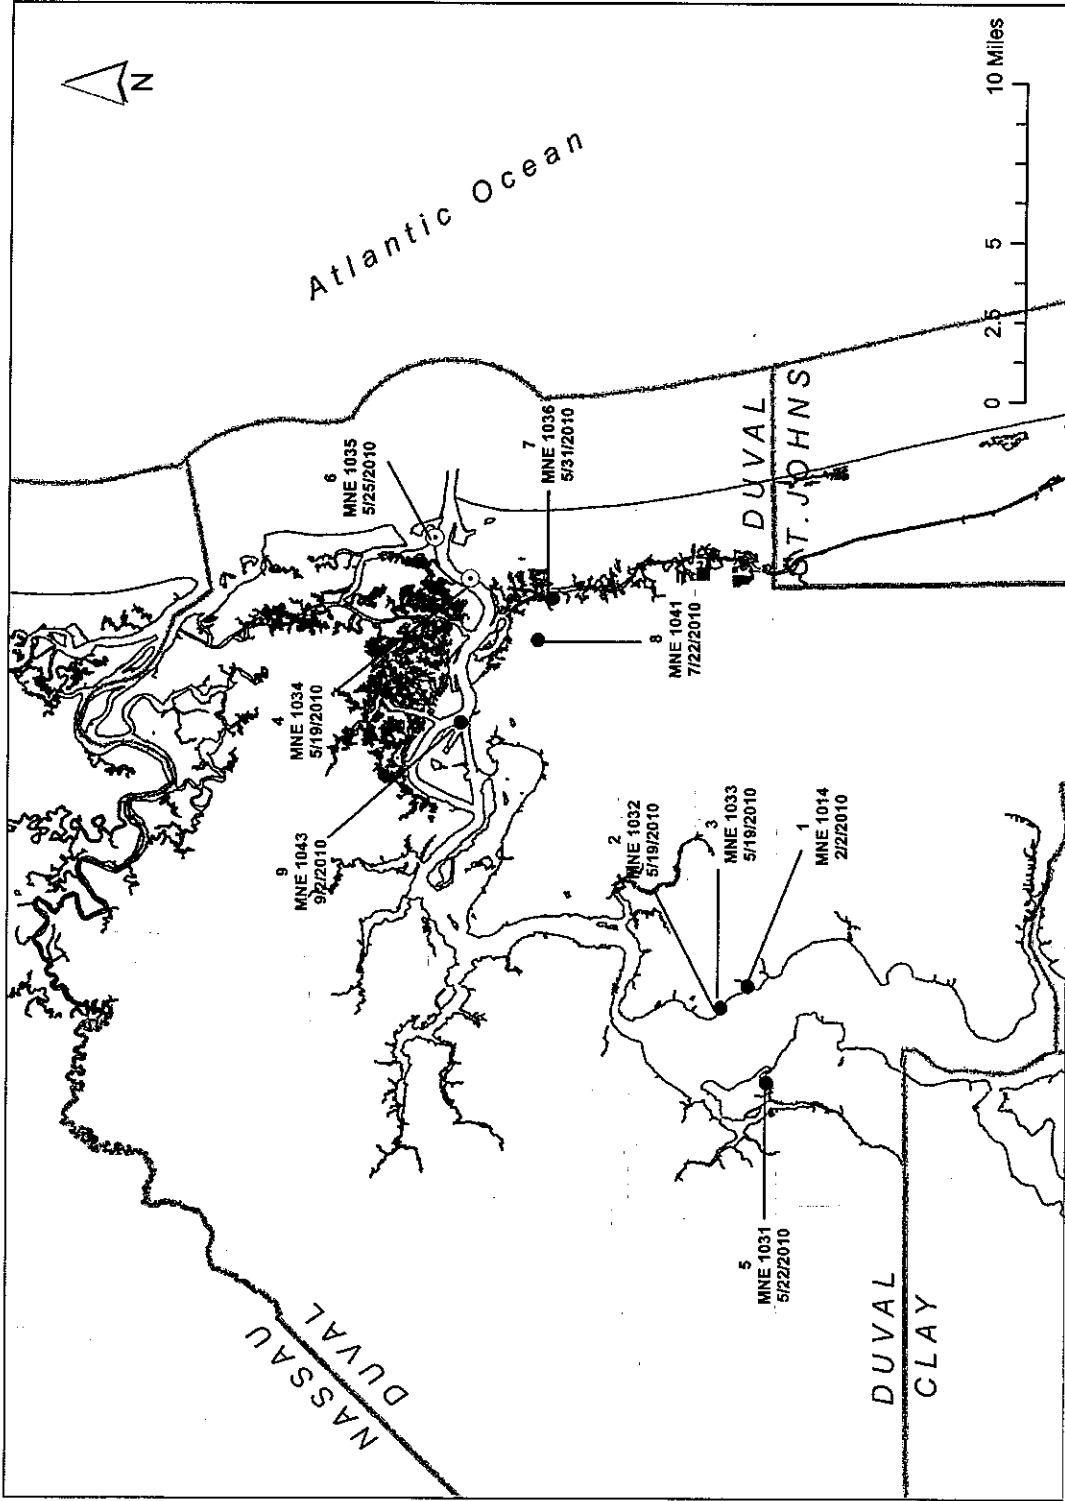 N
Atlantic Ocean
NASSAU
DUVAL
6
MNE 1035
5/25/2010
7
MNE 1036
5/31/2010
4
MNE 1034
5/19/2010
9
MNE 1043
9/2/2010
8
MNE 1041
7/22/2010
2
MNE 1032
5/19/2010
3
MNE 1033
5/19/2010
1
MNE 1014
2/2/2010
5
MNE 1031
5/22/2010
DUVAL
ST. JOHNS
DUVAL
CLAY
0 2.5 5 10 Miles